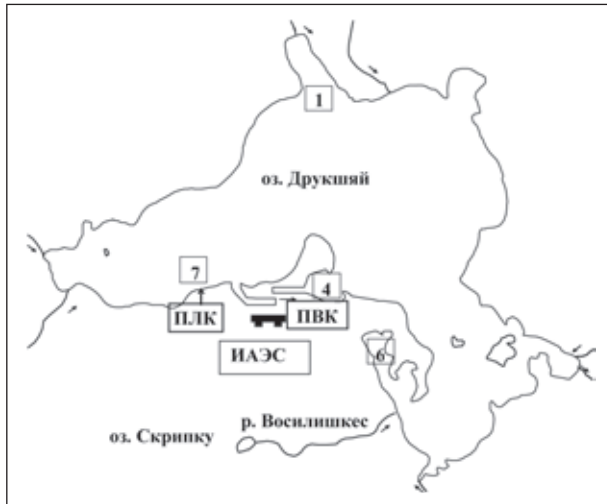 1
оз. Друкшяй
7
4
ПЛК
ПВК
ИАЭС
6
р. Восилишкес
оз. Скрипку